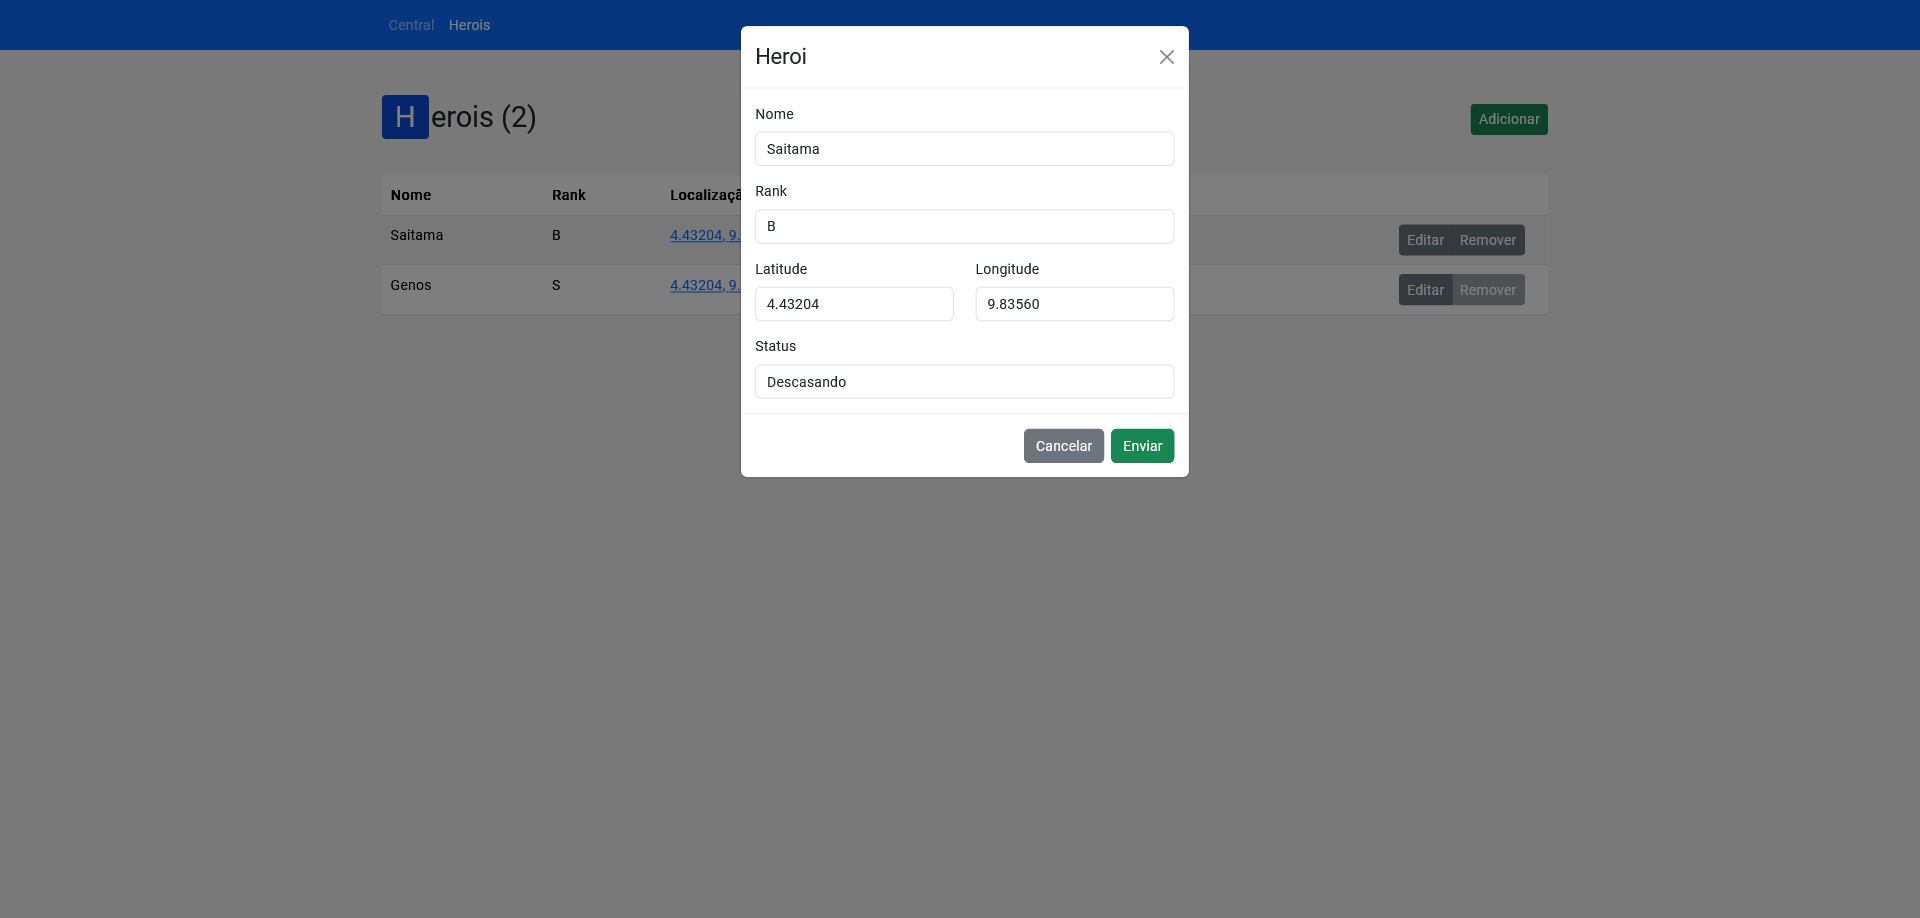 Central Herois
Heroi
Herois (2)
Adicionar
Nome
Saitama
Rank
B
Latitude Longitude
4.43204 9.83560
Status
Descasando
Cancelar Enviar
Nome Rank Localizaçã
Saitama B 4.43204, 9. Editar Remover
Genos S 4.43204, 9. Editar Remover